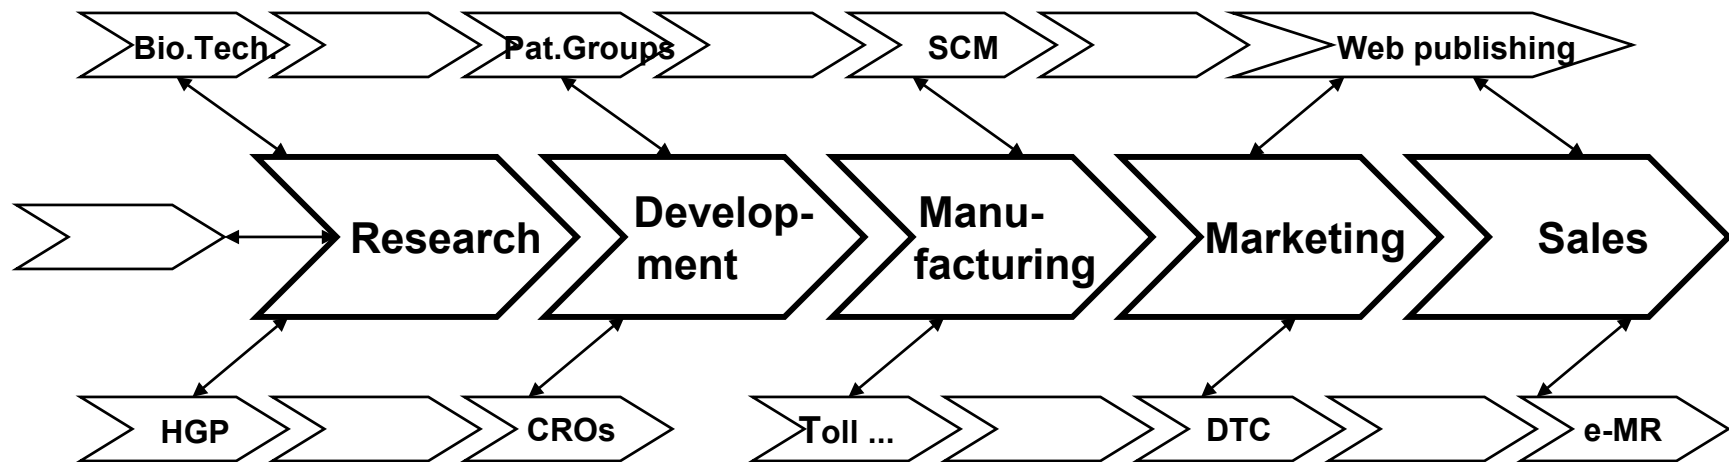 Bio.Tech.
Pat.Groups
SCM
Web publishing
Research
Develop-
ment
Manu-
facturing
Marketing
Sales
HGP
CROs
Toll ...
DTC
e-MR